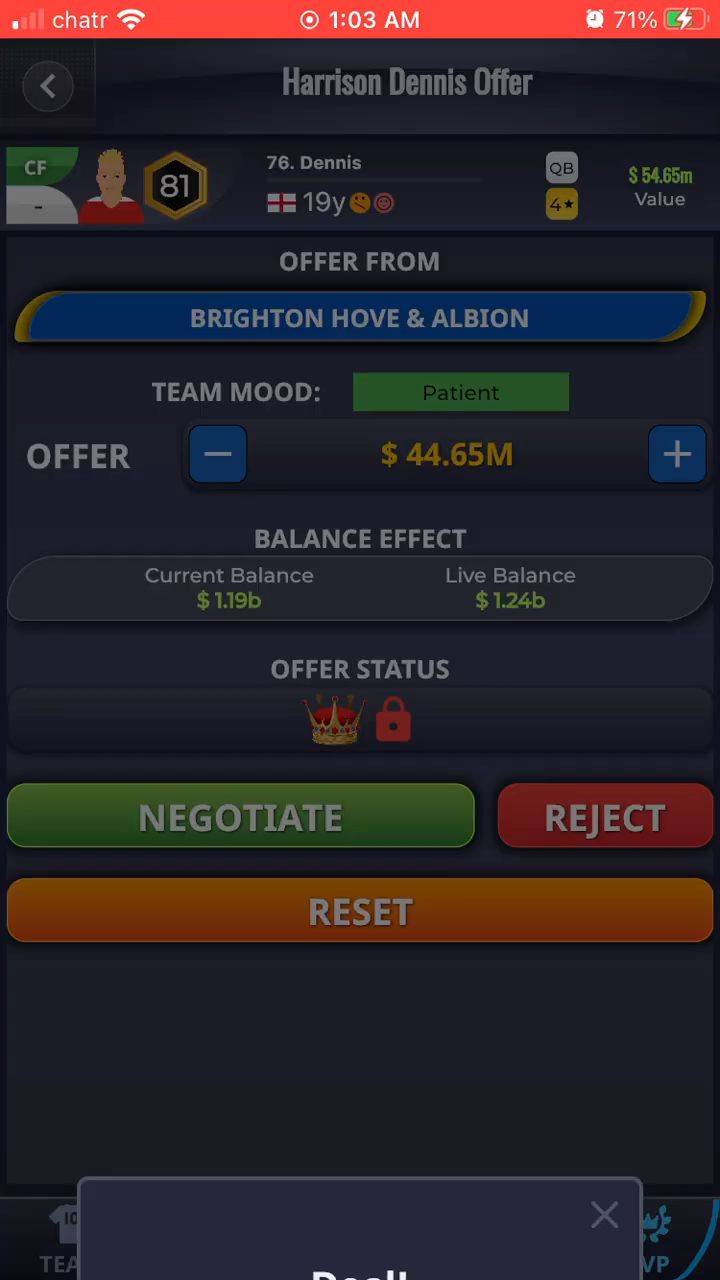 chatr 1:03 AM 71%
Harrison Dennis Offer
CF 81 76. Dennis QB $ 54.65m
- 19y 4★ Value
OFFER FROM
BRIGHTON HOVE & ALBION
TEAM MOOD: Patient
OFFER − $ 44.65M +
BALANCE EFFECT
Current Balance Live Balance
$ 1.19b $ 1.24b
OFFER STATUS
NEGOTIATE REJECT
RESET
10